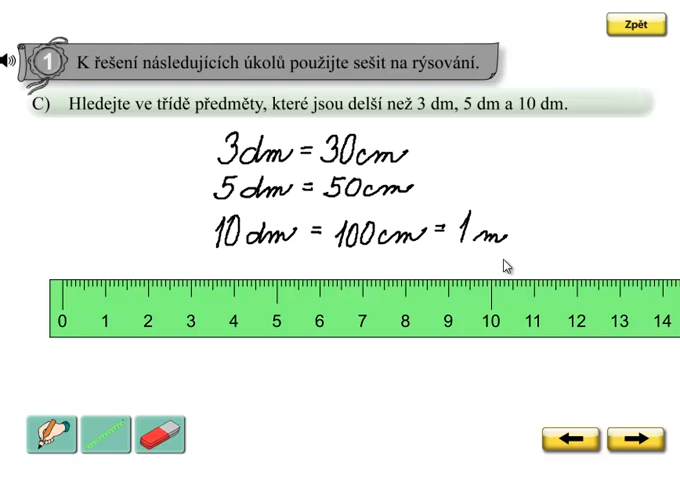 Zpět
1 K řešení následujících úkolů použijte sešit na rýsování.
C) Hledejte ve třídě předměty, které jsou delší než 3 dm, 5 dm a 10 dm.
3dm = 30cm
5dm = 50cm
10dm = 100cm = 1m
0 1 2 3 4 5 6 7 8 9 10 11 12 13 14